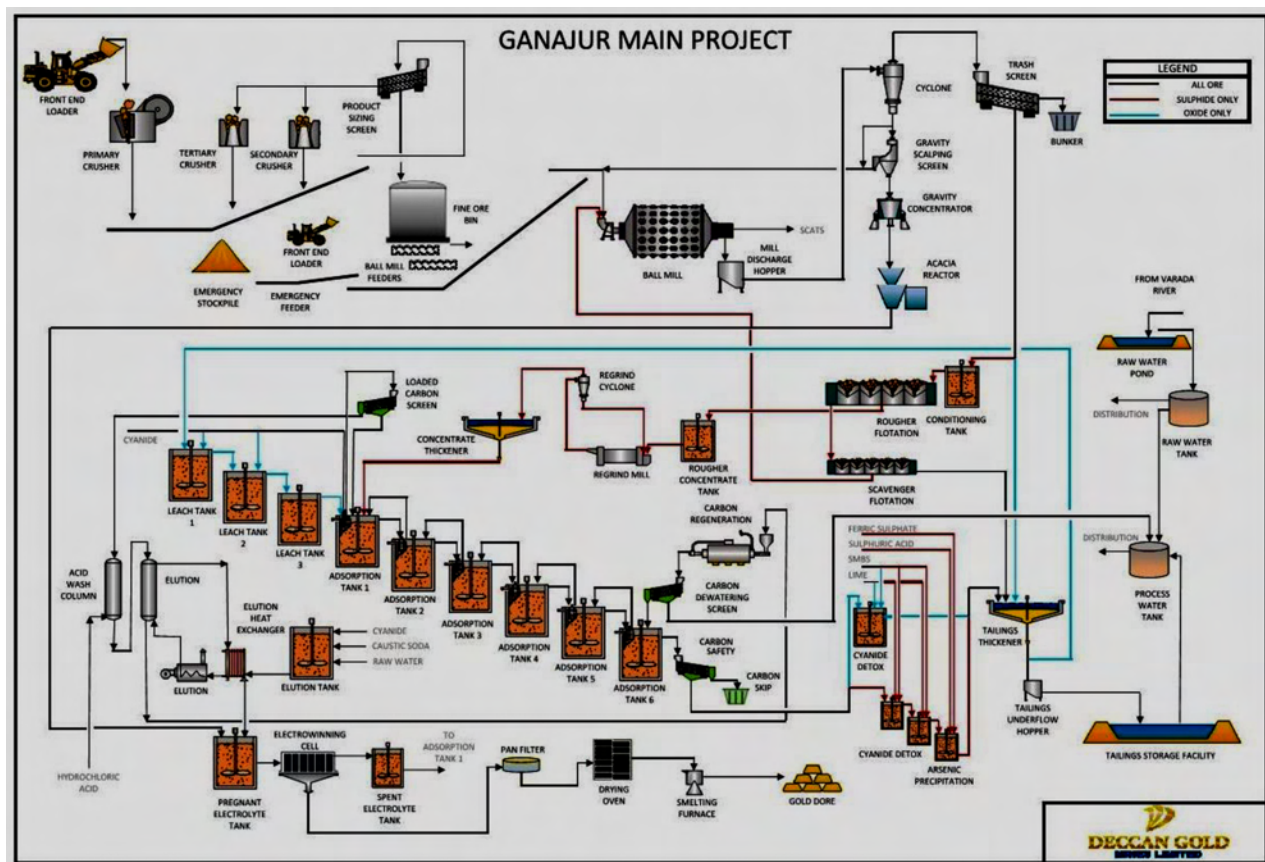 GANAJUR MAIN PROJECT
FRONT END
LOADER
PRIMARY
CRUSHER
TERTIARY
CRUSHER
SECONDARY
CRUSHER
PRODUCT
SIZING
SCREEN
CYCLONE
TRASH
SCREEN
BUNKER
LEGEND
ALL ORE
SULPHIDE ONLY
OXIDE ONLY
GRAVITY
SCALPING
SCREEN
GRAVITY
CONCENTRATOR
FINE ORE
BIN
FRONT END
LOADER
BALL MILL
FEEDERS
EMERGENCY
STOCKPILE
EMERGENCY
FEEDER
BALL MILL
SCATS
MILL
DISCHARGE
HOPPER
ACACIA
REACTOR
FROM VARADA
RIVER
RAW WATER
POND
DISTRIBUTION
RAW WATER
TANK
LOADED
CARBON
SCREEN
REGRIND
CYCLONE
CONCENTRATE
THICKENER
REGRIND MILL
ROUGHER
CONCENTRATE
TANK
ROUGHER
FLOTATION
CONDITIONING
TANK
SCAVENGER
FLOTATION
CYANIDE
LEACH TANK
1
LEACH TANK
2
LEACH TANK
3
ADSORPTION
TANK 1
ADSORPTION
TANK 2
ADSORPTION
TANK 3
ADSORPTION
TANK 4
ADSORPTION
TANK 5
ADSORPTION
TANK 6
CARBON
REGENERATION
CARBON
DEWATERING
SCREEN
CARBON
SAFETY
CARBON
SKIP
FERRIC SULPHATE
SULPHURIC ACID
SMBS
LIME
DISTRIBUTION
PROCESS
WATER
TANK
CYANIDE
DETOX
TAILINGS
THICKENER
CYANIDE DETOX
ARSENIC
PRECIPITATION
TAILINGS
UNDERFLOW
HOPPER
TAILINGS STORAGE FACILITY
ACID
WASH
COLUMN
ELUTION
ELUTION
HEAT
EXCHANGER
CYANIDE
CAUSTIC SODA
RAW WATER
ELUTION
ELUTION TANK
HYDROCHLORIC
ACID
PREGNANT
ELECTROLYTE
TANK
ELECTROWINNING
CELL
SPENT
ELECTROLYTE
TANK
TO
ADSORPTION
TANK 1
PAN FILTER
DRYING
OVEN
SMELTING
FURNACE
GOLD DORE
DECCAN GOLD
MINES LIMITED